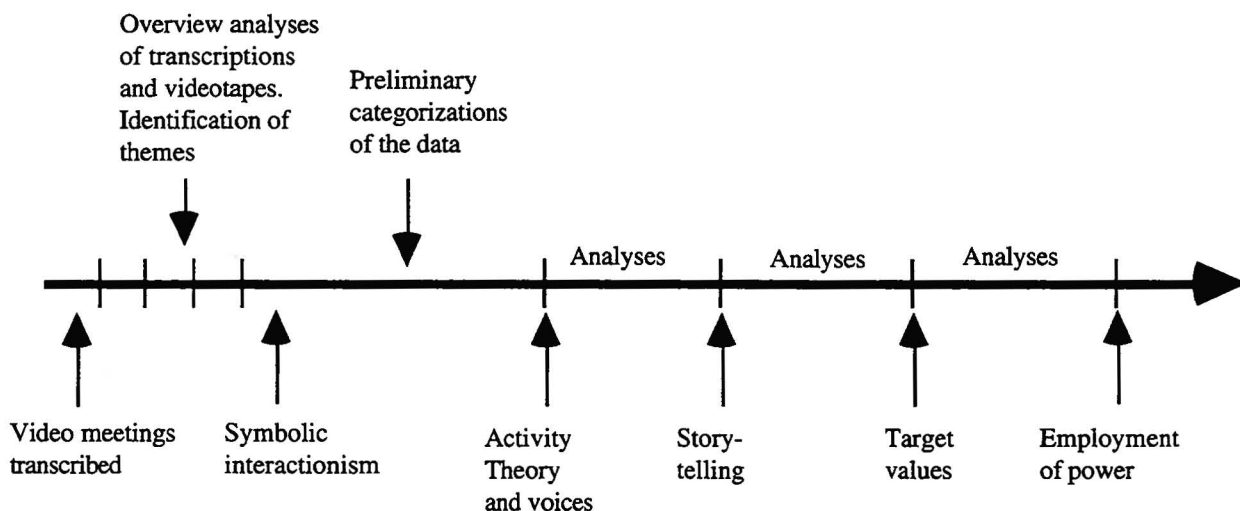 Overview analyses
of transcriptions
and videotapes.
Identification of
themes
Preliminary
categorizations
of the data
Analyses
Analyses
Analyses
Video meetings
transcribed
Symbolic
interactionism
Activity
Theory
and voices
Story-
telling
Target
values
Employment
of power